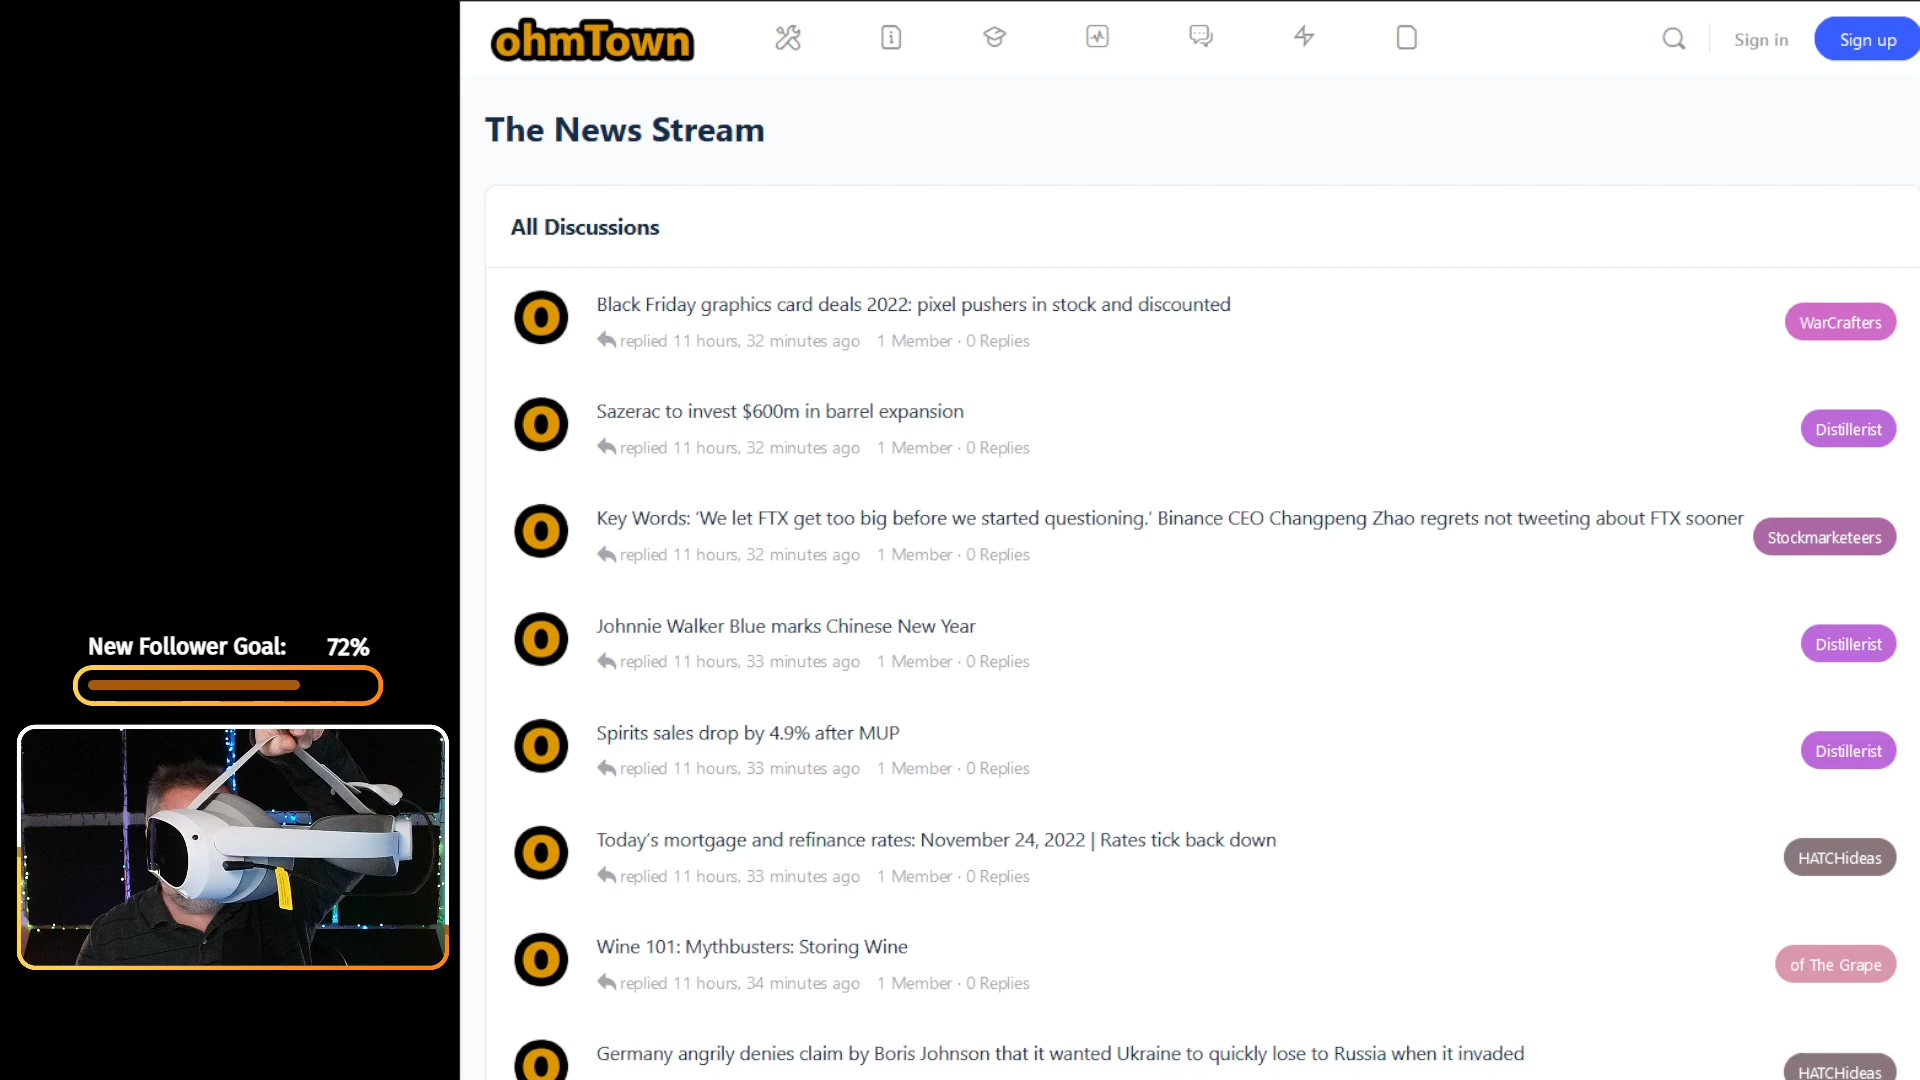 ohmTown
Sign in
Sign up
The News Stream
All Discussions
Black Friday graphics card deals 2022: pixel pushers in stock and discounted
replied 11 hours, 32 minutes ago 1 Member · 0 Replies
WarCrafters
Sazerac to invest $600m in barrel expansion
replied 11 hours, 32 minutes ago 1 Member · 0 Replies
Distillerist
Key Words: ‘We let FTX get too big before we started questioning.’ Binance CEO Changpeng Zhao regrets not tweeting about FTX sooner
replied 11 hours, 32 minutes ago 1 Member · 0 Replies
Stockmarketeers
Johnnie Walker Blue marks Chinese New Year
replied 11 hours, 33 minutes ago 1 Member · 0 Replies
Distillerist
Spirits sales drop by 4.9% after MUP
replied 11 hours, 33 minutes ago 1 Member · 0 Replies
Distillerist
Today’s mortgage and refinance rates: November 24, 2022 | Rates tick back down
replied 11 hours, 33 minutes ago 1 Member · 0 Replies
HATCHideas
Wine 101: Mythbusters: Storing Wine
replied 11 hours, 34 minutes ago 1 Member · 0 Replies
of The Grape
Germany angrily denies claim by Boris Johnson that it wanted Ukraine to quickly lose to Russia when it invaded
HATCHideas
New Follower Goal: 72%